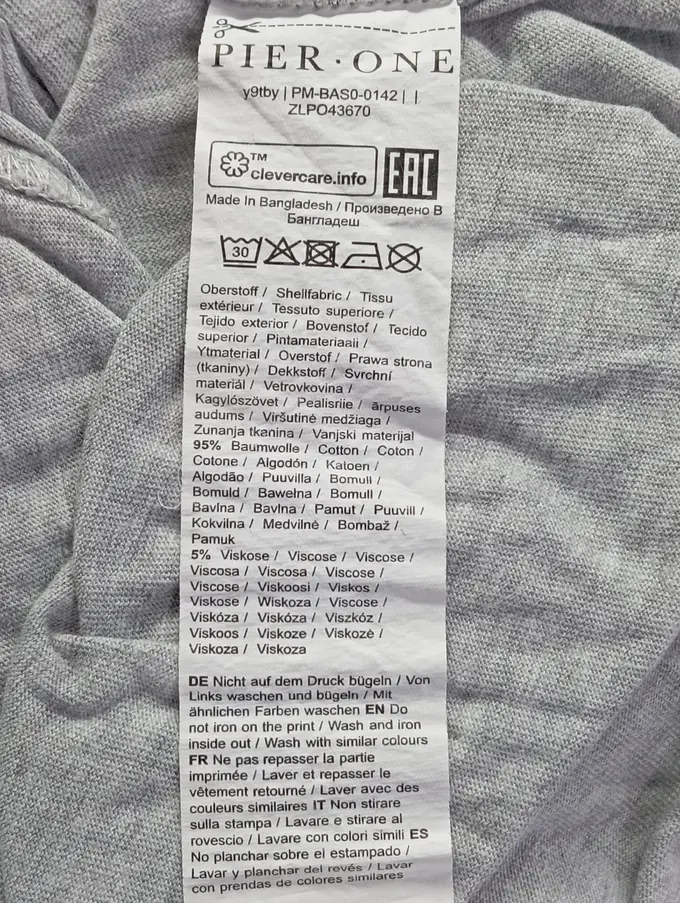 PIER · ONE
y9tby | PM-BAS0-0142 | |
ZLPO43670
TM
clevercare.info
EAC
Made In Bangladesh / Произведено В
Бангладеш
30
Oberstoff / Shellfabric / Tissu
extérieur / Tessuto superiore /
Tejido exterior / Bovenstof / Tecido
superior / Pintamateriaali /
Ytmaterial / Overstof / Prawa strona
(tkaniny) / Dekkstoff / Svrchní
materiál / Vetrovkovina /
Kagylószövet / Pealisriie / ārpuses
audums / Viršutinė medžiaga /
Zunanja tkanina / Vanjski materijal
95% Baumwolle / Cotton / Coton /
Cotone / Algodón / Katoen /
Algodão / Puuvilla / Bomull /
Bomuld / Bawełna / Bomull /
Bavlna / Bavlna / Pamut / Puuvill /
Kokvilna / Medvilnė / Bombaž /
Pamuk
5% Viskose / Viscose / Viscose /
Viscosa / Viscosa / Viscose /
Viscose / Viskoosi / Viskos /
Viskose / Wiskoza / Viscose /
Viskóza / Viskóza / Viszkóz /
Viskoos / Viskoze / Viskozė /
Viskoza / Viskoza
DE Nicht auf dem Druck bügeln / Von
Links waschen und bügeln / Mit
ähnlichen Farben waschen EN Do
not iron on the print / Wash and iron
inside out / Wash with similar colours
FR Ne pas repasser la partie
imprimée / Laver et repasser le
vêtement retourné / Laver avec des
couleurs similaires IT Non stirare
sulla stampa / Lavare e stirare al
rovescio / Lavare con colori simili ES
No planchar sobre el estampado /
Lavar y planchar del revés / Lavar
con prendas de colores similares